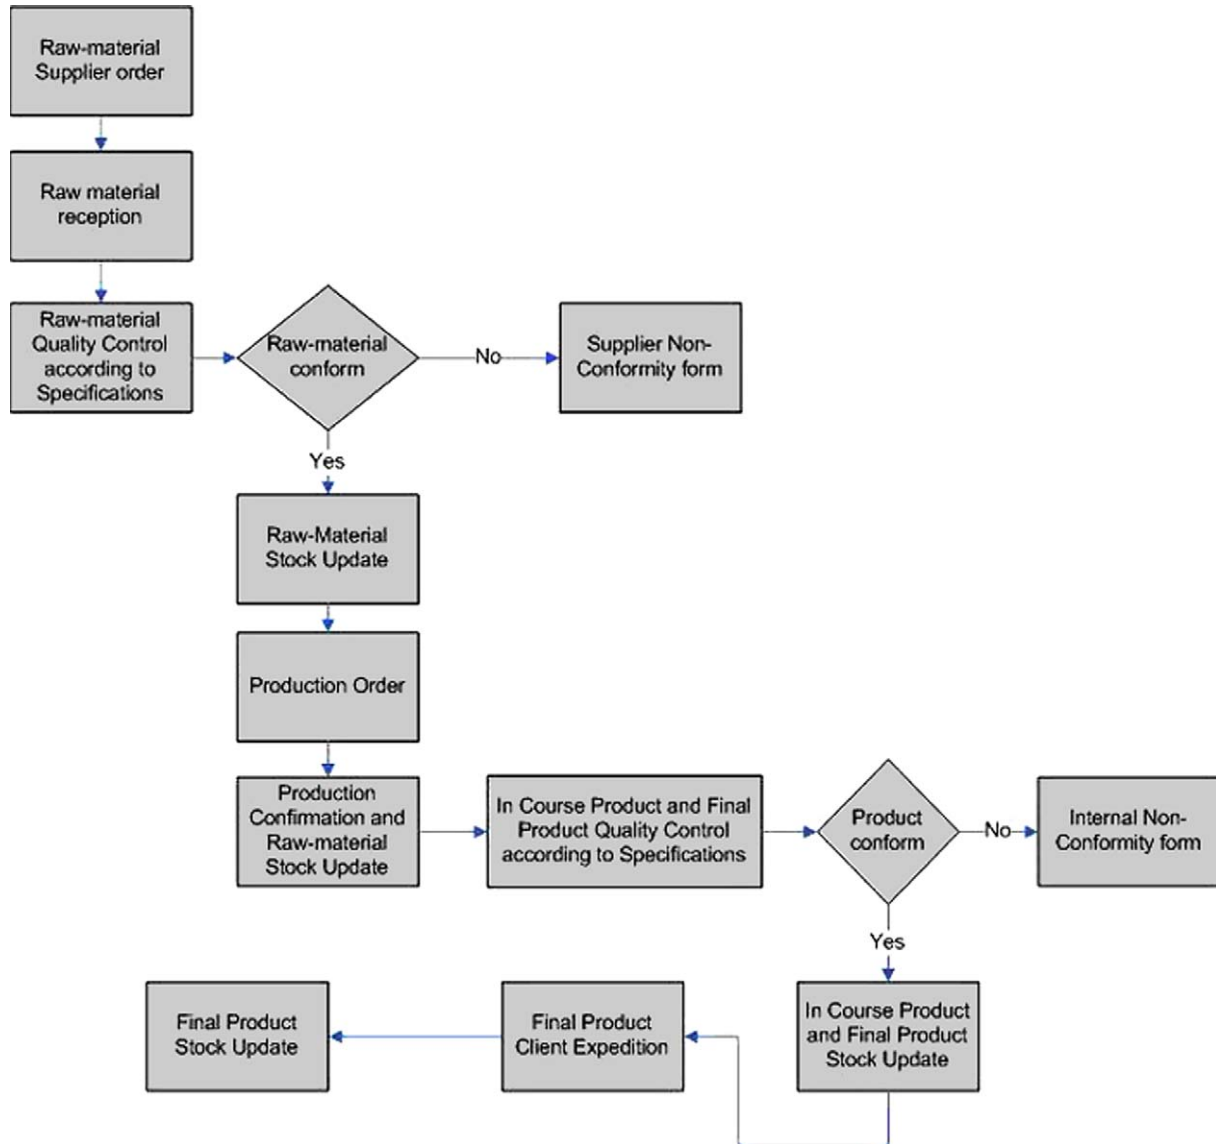 Raw-material
Supplier order
Raw material
reception
Raw-material
Quality Control
according to
Specifications
Raw-material
conform
No
Supplier Non-
Conformity form
Yes
Raw-Material
Stock Update
Production Order
Production
Confirmation and
Raw-material
Stock Update
In Course Product and Final
Product Quality Control
according to Specifications
Product
conform
No
Internal Non-
Conformity form
Yes
In Course Product
and Final Product
Stock Update
Final Product
Client Expedition
Final Product
Stock Update